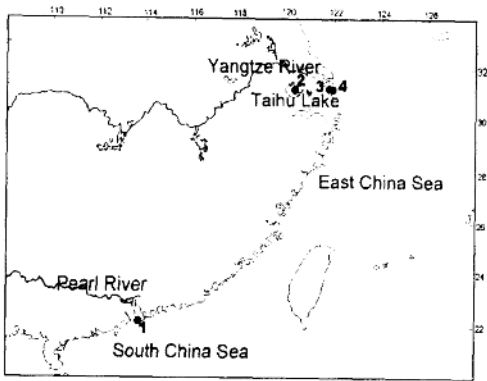 110 112 114 116 118 120 122 124 126
Yangtze River
2
3 4
Taihu Lake
32
30
East China Sea
28
26
24
Pearl River
22
1
South China Sea